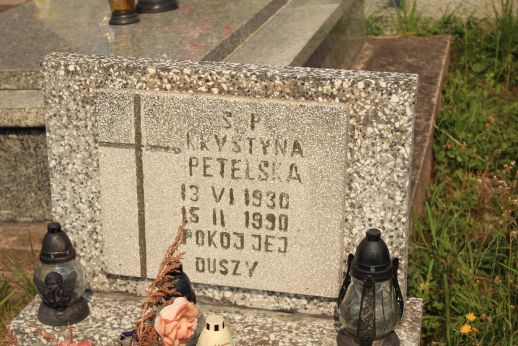 S. P.
KRYSTYNA
PETELSKA
13 VI 1930
15 II 1990
POKÓJ JEJ
DUSZY